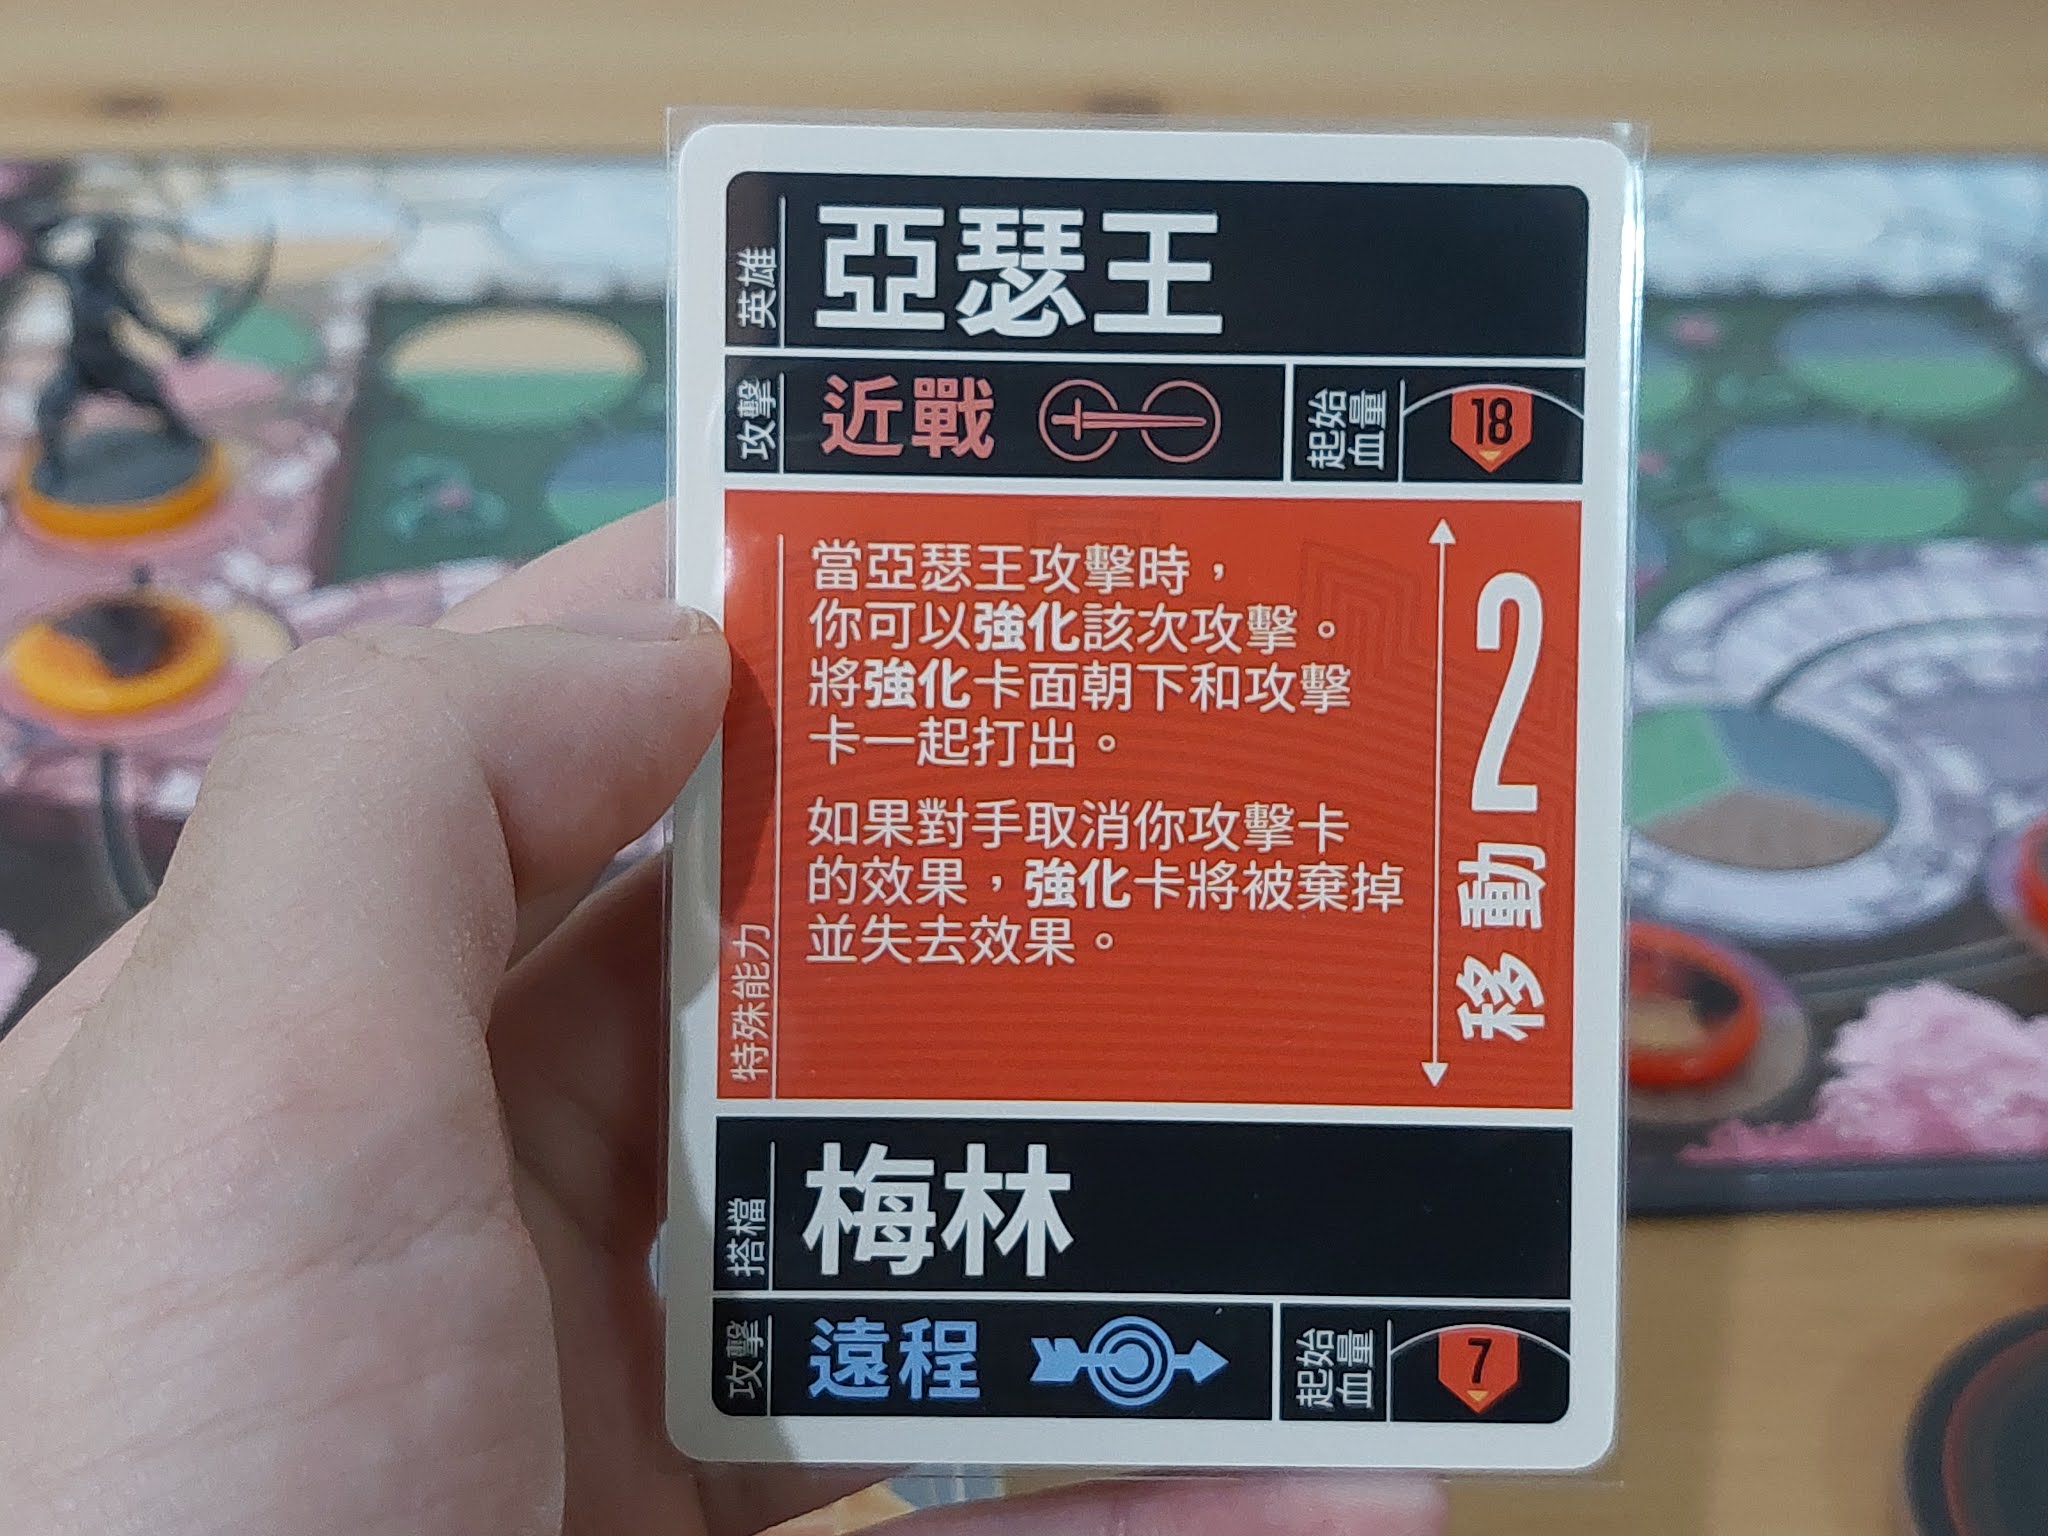 英雄
亞瑟王
攻擊
近戰
起始
血量
18
特殊能力
當亞瑟王攻擊時，
你可以強化該次攻擊。
將強化卡面朝下和攻擊
卡一起打出。
如果對手取消你攻擊卡
的效果，強化卡將被棄掉
並失去效果。
移動 2
搭檔
梅林
攻擊
遠程
起始
血量
7